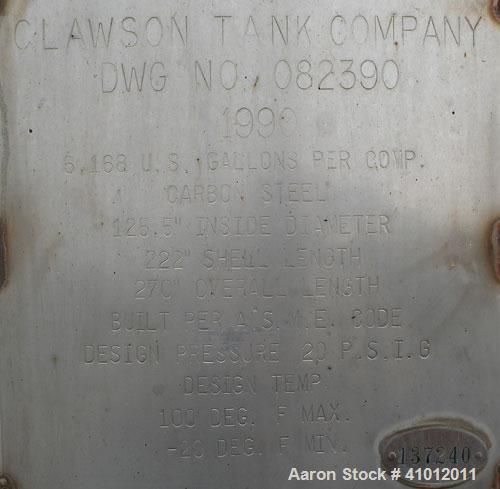 CLAWSON TANK COMPANY
DWG NO. 082390
1990
6,168 U.S. GALLONS PER COMP.
CARBON STEEL
125.5" INSIDE DIAMETER
222" SHELL LENGTH
270" OVERALL LENGTH
BUILT PER A.S.M.E. CODE
DESIGN PRESSURE 20 P.S.I.G
DESIGN TEMP
100 DEG. F MAX.
-20 DEG. F MIN.
137240
Aaron Stock # 41012011